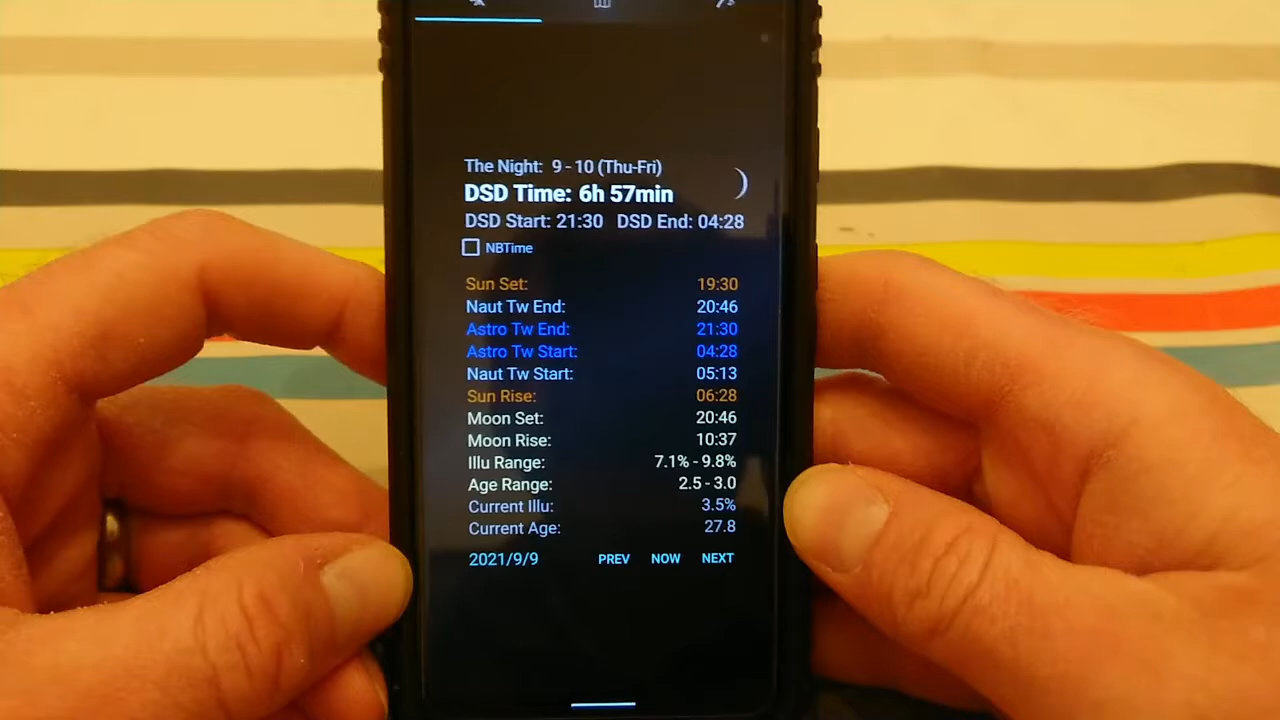 The Night: 9 - 10 (Thu-Fri)
DSD Time: 6h 57min
DSD Start: 21:30 DSD End: 04:28
NBTime
Sun Set: 19:30
Naut Tw End: 20:46
Astro Tw End: 21:30
Astro Tw Start: 04:28
Naut Tw Start: 05:13
Sun Rise: 06:28
Moon Set: 20:46
Moon Rise: 10:37
Illu Range: 7.1% - 9.8%
Age Range: 2.5 - 3.0
Current Illu: 3.5%
Current Age: 27.8
2021/9/9 PREV NOW NEXT